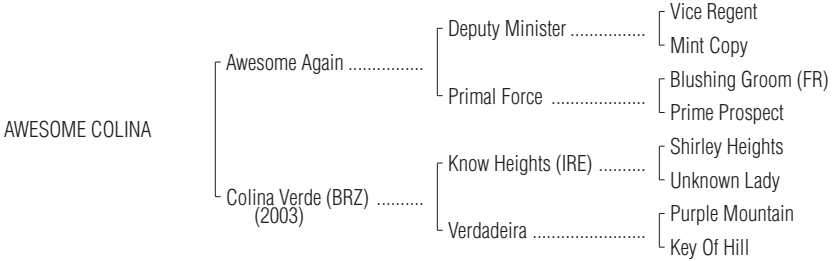 Vice Regent
Deputy Minister ................
Mint Copy
Awesome Again ................
Blushing Groom (FR)
Primal Force ....................
Prime Prospect
AWESOME COLINA
Shirley Heights
Know Heights (IRE) ..........
Unknown Lady
Colina Verde (BRZ) ..........
(2003)
Purple Mountain
Verdadeira ........................
Key Of Hill